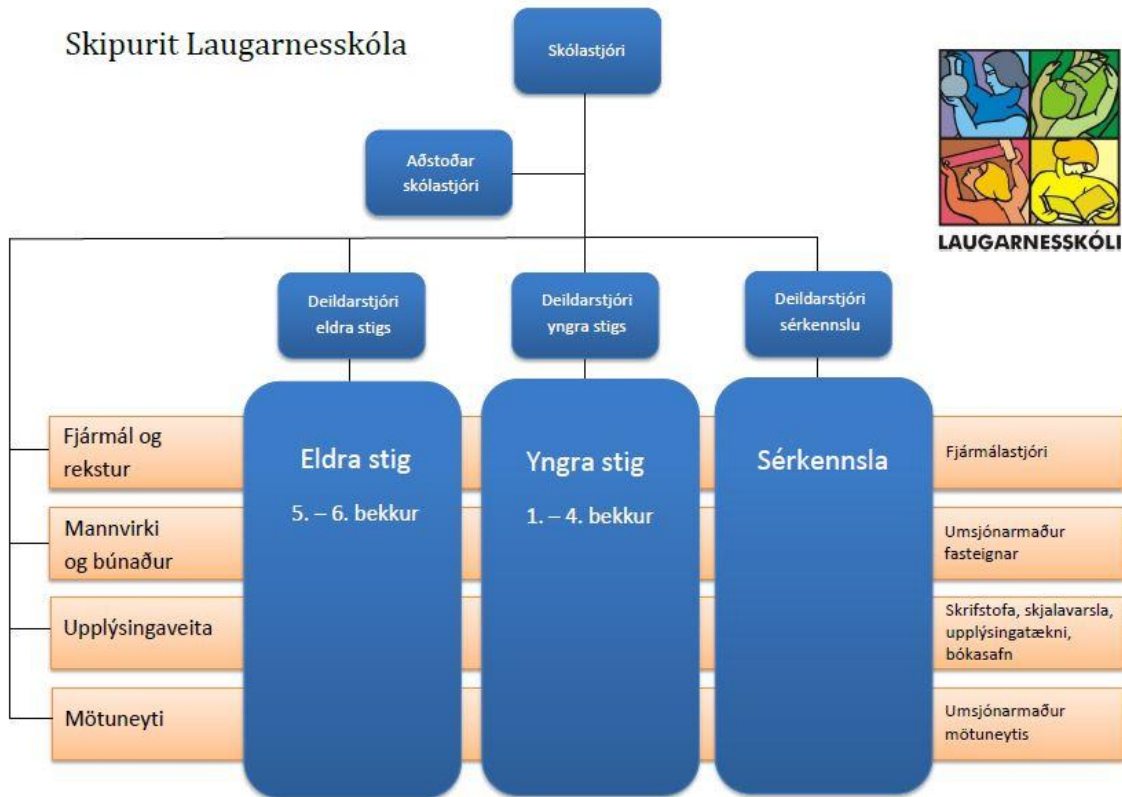 Skipurit Laugarnesskóla
Skólastjóri
Aðstoðar
skólastjóri
LAUGARNESSKÓLI
Deildarstjóri
eldra stigs
Deildarstjóri
yngra stigs
Deildarstjóri
sérkennslu
Eldra stig
5. – 6. bekkur
Yngra stig
1. – 4. bekkur
Sérkennsla
Fjármál og
rekstur
Fjármálastjóri
Mannvirki
og búnaður
Umsjónarmaður
fasteignar
Upplýsingaveita
Skrifstofa, skjalavarsla,
upplýsingatækni,
bókasafn
Mötuneyti
Umsjónarmaður
mötuneytis